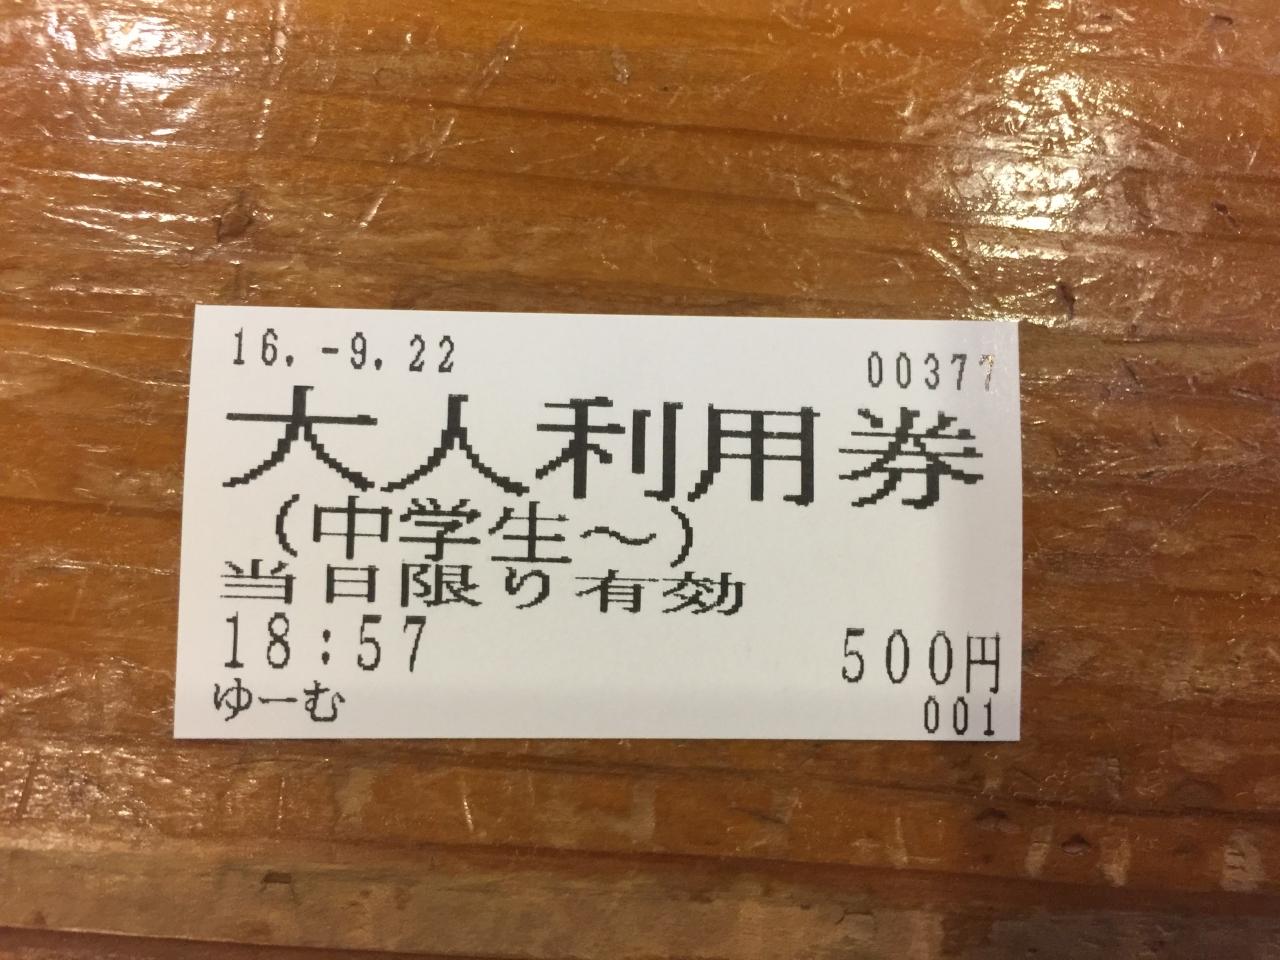 16.-9.22 00377
大人利用券
(中学生～)
当日限り有効
18:57 500円
ゆーむ 001